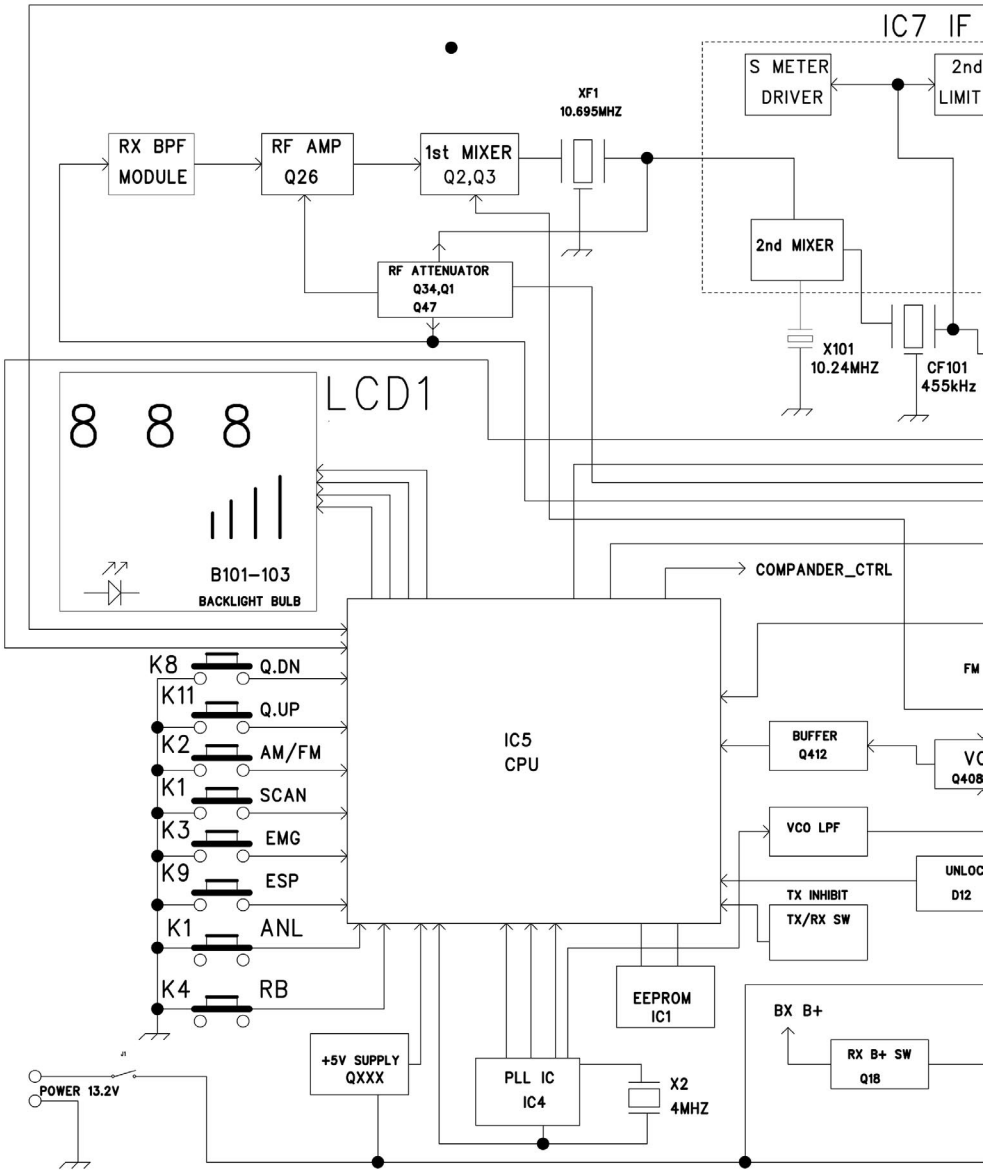 IC7 IF
S METER
DRIVER
2nd
LIMIT
XF1
10.695MHZ
RX BPF
MODULE
RF AMP
Q26
1st MIXER
Q2,Q3
2nd MIXER
RF ATTENUATOR
Q34,Q1
Q47
X101
10.24MHZ
CF101
455kHz
LCD1
8 8 8
B101-103
BACKLIGHT BULB
COMPANDER_CTRL
K8 Q.DN
K11 Q.UP
K2 AM/FM
K1 SCAN
K3 EMG
K9 ESP
K1 ANL
K4 RB
IC5
CPU
FM
BUFFER
Q412
VC
Q408
VCO LPF
UNLOC
D12
TX INHIBIT
TX/RX SW
EEPROM
IC1
BX B+
RX B+ SW
Q18
+5V SUPPLY
QXXX
PLL IC
IC4
X2
4MHZ
J1
POWER 13.2V